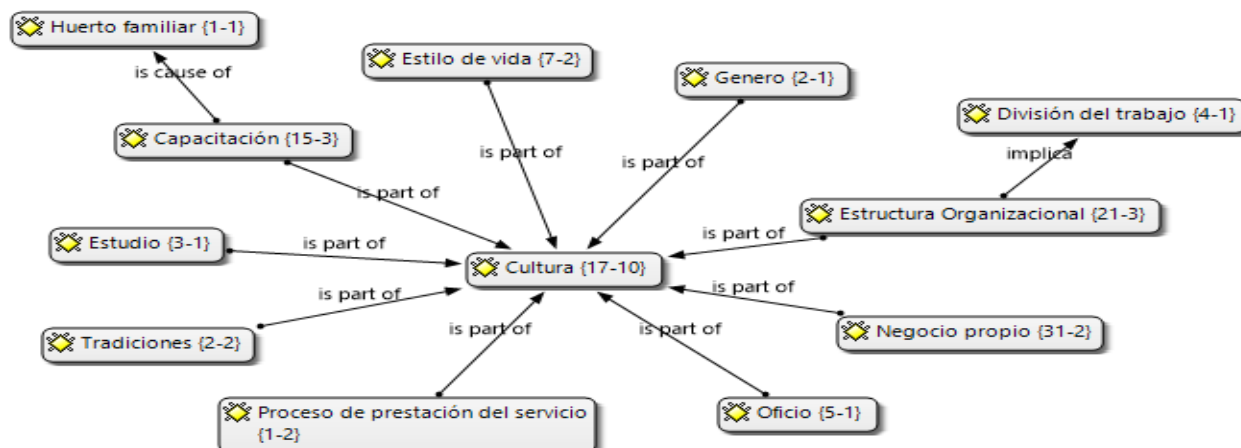 Huerto familiar {1-1}
is cause of
Estilo de vida {7-2}
Genero {2-1}
División del trabajo {4-1}
Capacitación {15-3}
is part of
is part of
implica
is part of
Estructura Organizacional {21-3}
Estudio {3-1}
is part of
is part of
Cultura {17-10}
is part of
is part of
Tradiciones {2-2}
is part of
is part of
Negocio propio {31-2}
Proceso de prestación del servicio
{1-2}
Oficio {5-1}